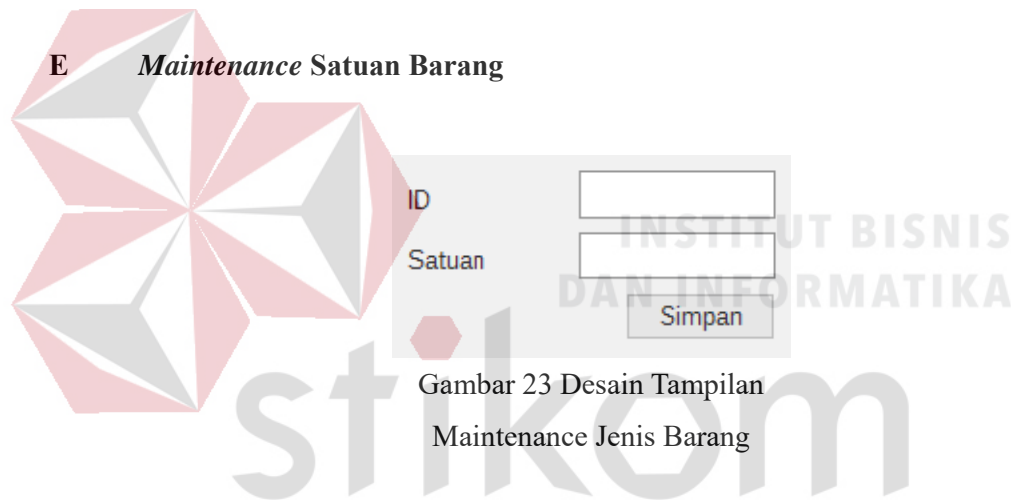 E Maintenance Satuan Barang
ID
INSTITUT BISNIS
Satuan
DAN INFORMATIKA
Simpan
stikom
Gambar 23 Desain Tampilan
Maintenance Jenis Barang